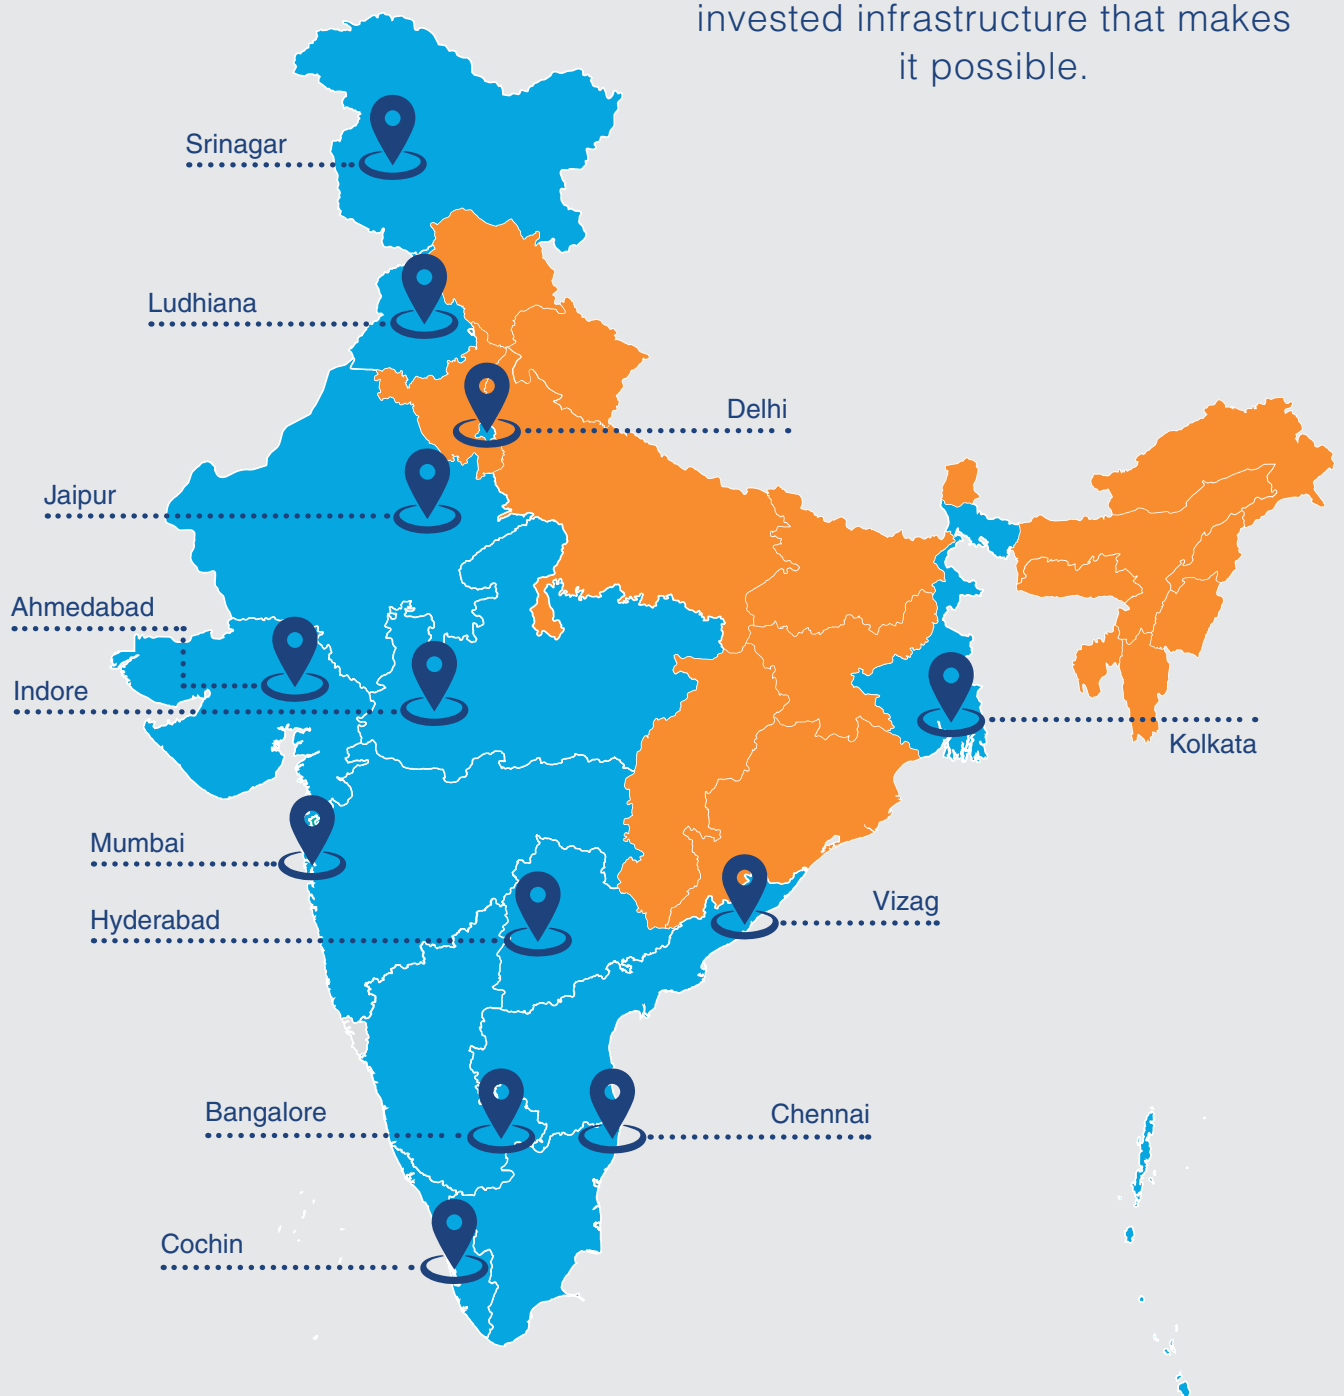 invested infrastructure that makes
it possible.
Srinagar
Ludhiana
Delhi
Jaipur
Ahmedabad
Indore
Kolkata
Mumbai
Hyderabad
Vizag
Bangalore
Chennai
Cochin